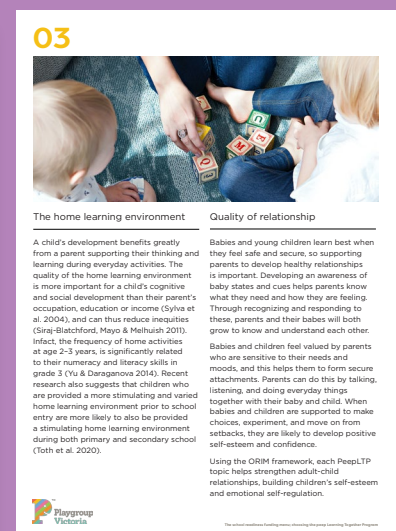 03
C
M
The home learning environment
A child's development benefits greatly
from a parent supporting their thinking and
learning during everyday activities. The
quality of the home learning environment
is more important for a child's cognitive
and social development than their parent's
occupation, education or income (Sylva et
al. 2004), and can thus reduce inequities
(Siraj-Blatchford, Mayo & Melhuish 2011).
Infact, the frequency of home activities
at age 2–3 years, is significantly related
to their numeracy and literacy skills in
grade 3 (Yu & Daraganova 2014). Recent
research also suggests that children who
are provided a more stimulating and varied
home learning environment prior to school
entry are more likely to also be provided
a stimulating home learning environment
during both primary and secondary school
(Toth et al. 2020).
Quality of relationship
Babies and young children learn best when
they feel safe and secure, so supporting
parents to develop healthy relationships
is important. Developing an awareness of
baby states and cues helps parents know
what they need and how they are feeling.
Through recognizing and responding to
these, parents and their babes will both
grow to know and understand each other.
Babies and children feel valued by parents
who are sensitive to their needs and
moods, and this helps them to form secure
attachments. Parents can do this by talking,
listening, and doing everyday things
together with their baby and child. When
babies and children are supported to make
choices, experiment, and move on from
setbacks, they are likely to develop positive
self-esteem and confidence.
Using the ORIM framework, each PeepLTP
topic helps strengthen adult-child
relationships, building children's self-esteem
and emotional self-regulation.
Playgroup
Victoria
The school readiness funding menu: choosing the peep Learning Together Program